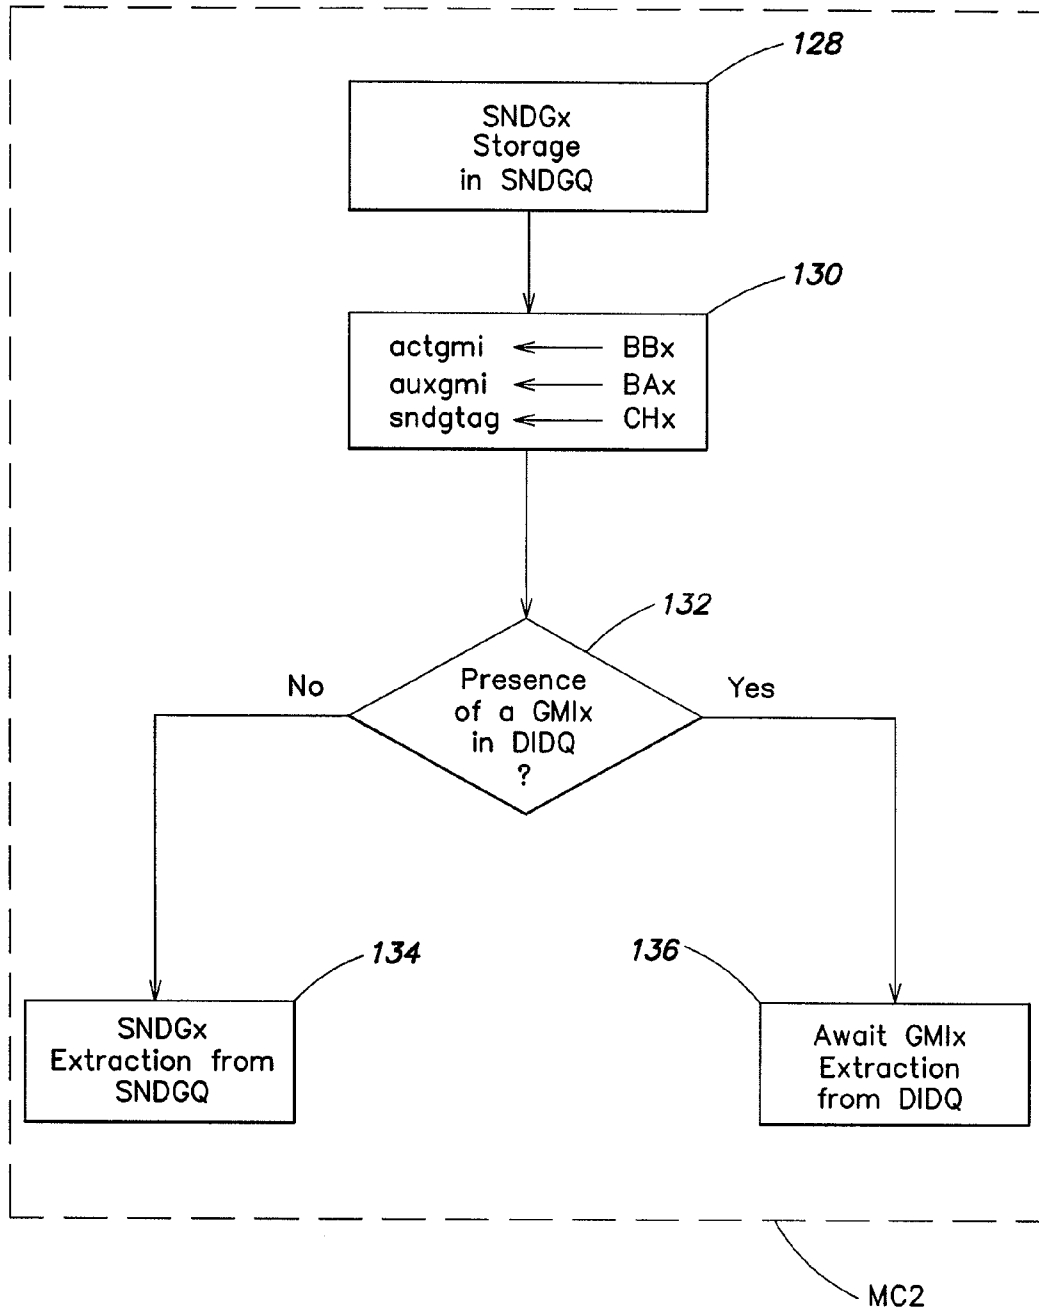 128
SNDGx
Storage
in SNDGQ
130
actgmi ← BBx
auxgmi ← BAx
sndgtag ← CHx
132
No
Presence
of a GMIx
in DIDQ
?
Yes
134
SNDGx
Extraction from
SNDGQ
136
Await GMIx
Extraction
from DIDQ
MC2